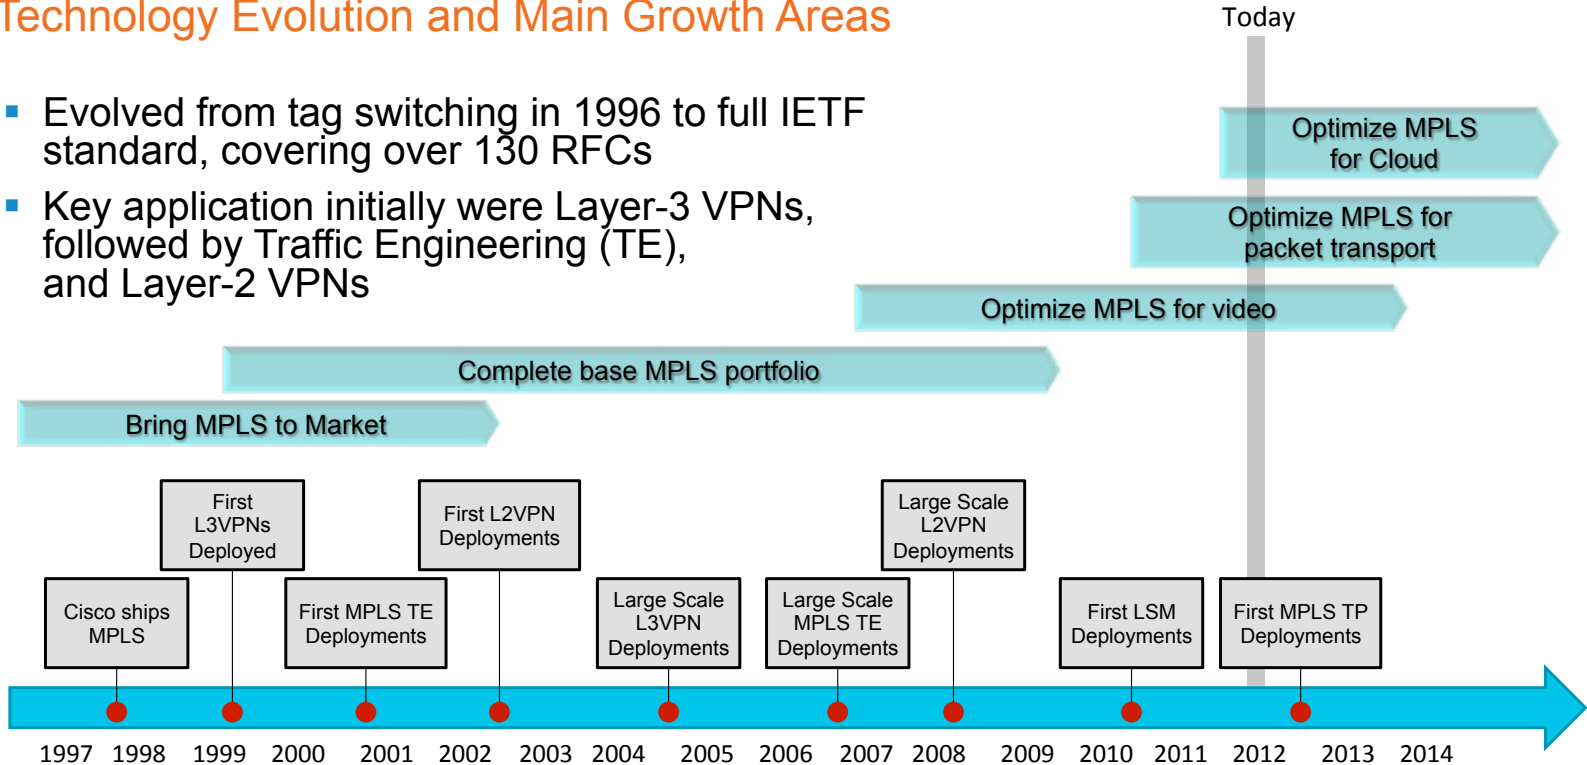 Technology Evolution and Main Growth Areas
Today
Evolved from tag switching in 1996 to full IETF
standard, covering over 130 RFCs
Key application initially were Layer-3 VPNs,
followed by Traffic Engineering (TE),
and Layer-2 VPNs
Optimize MPLS
for Cloud
Optimize MPLS for
packet transport
Optimize MPLS for video
Complete base MPLS portfolio
Bring MPLS to Market
First
L3VPNs
Deployed
First L2VPN
Deployments
Large Scale
L2VPN
Deployments
Cisco ships
MPLS
First MPLS TE
Deployments
Large Scale
L3VPN
Deployments
Large Scale
MPLS TE
Deployments
First LSM
Deployments
First MPLS TP
Deployments
1997 1998 1999 2000 2001 2002 2003 2004 2005 2006 2007 2008 2009 2010 2011 2012 2013 2014